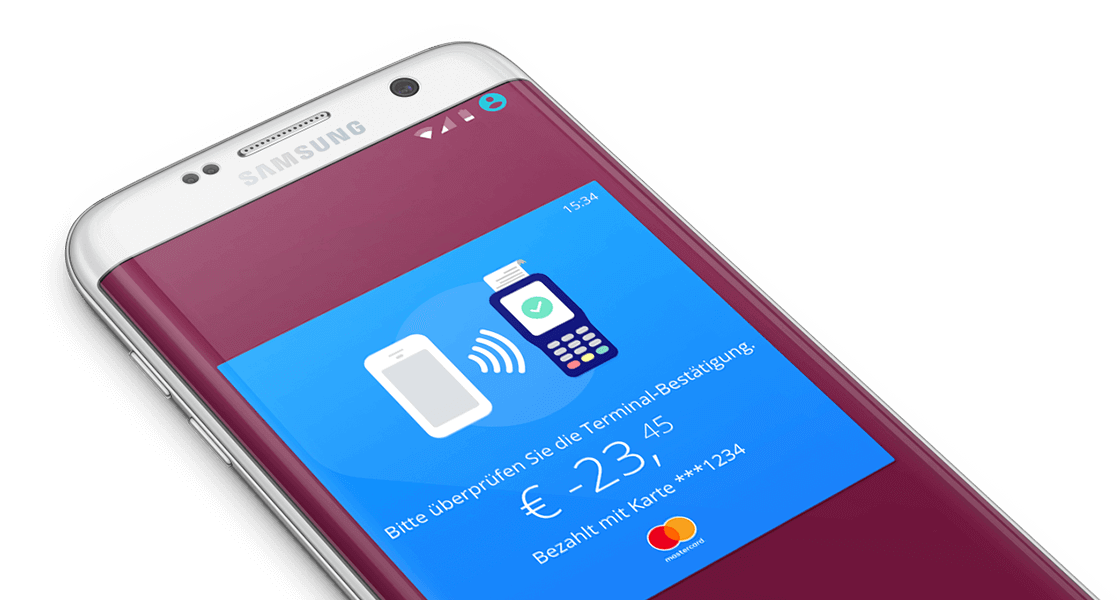 SAMSUNG
15:34
Bitte überprüfen Sie die Terminal-Bestätigung.
€ -23,45
Bezahlt mit Karte ***1234
mastercard